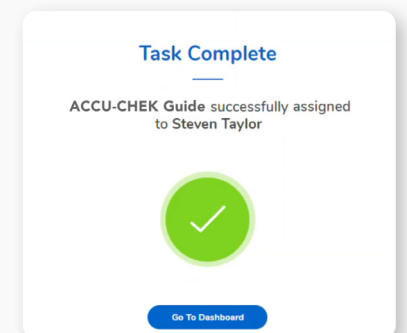 Task Complete
ACCU-CHEK Guide successfully assigned
to Steven Taylor
Go To Dashboard